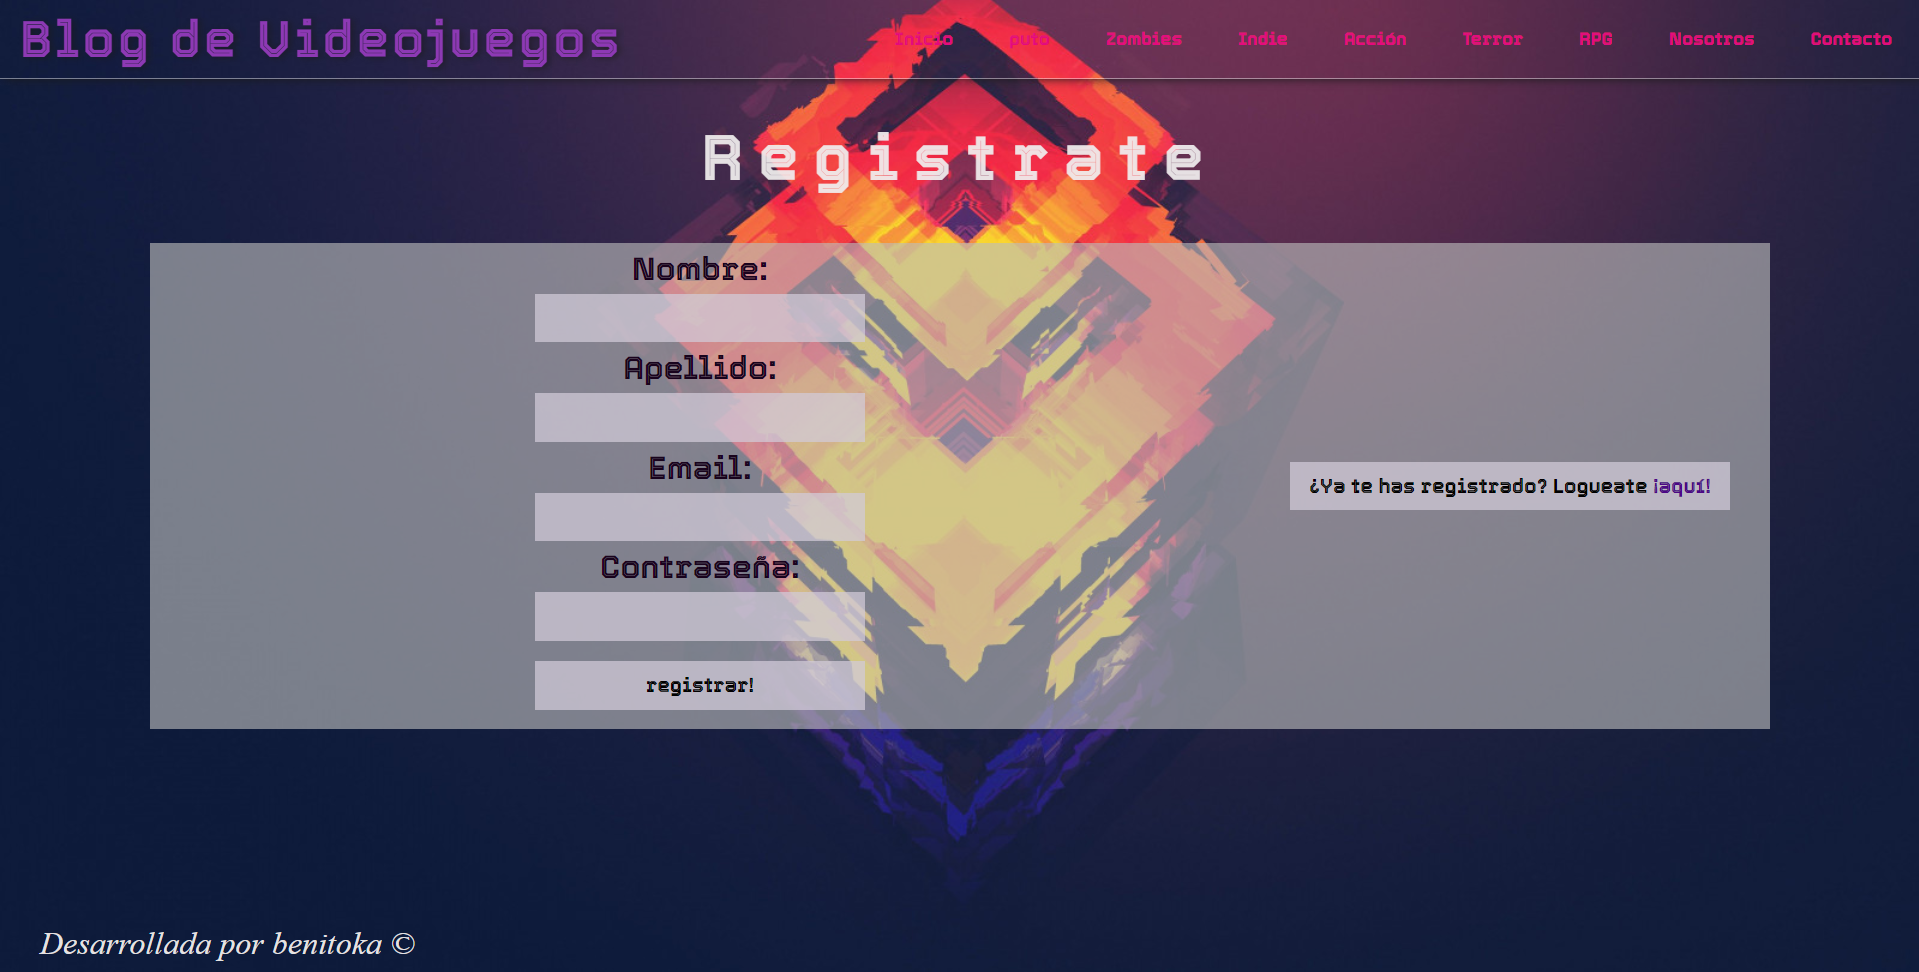 Blog de Videojuegos
Inicio puto Zombies Indie Acción Terror RPG Nosotros Contacto
Registrate
Nombre:
Apellido:
Email:
Contraseña:
registrar!
¿Ya te has registrado? Logueate ¡aquí!
Desarrollada por benitoka ©